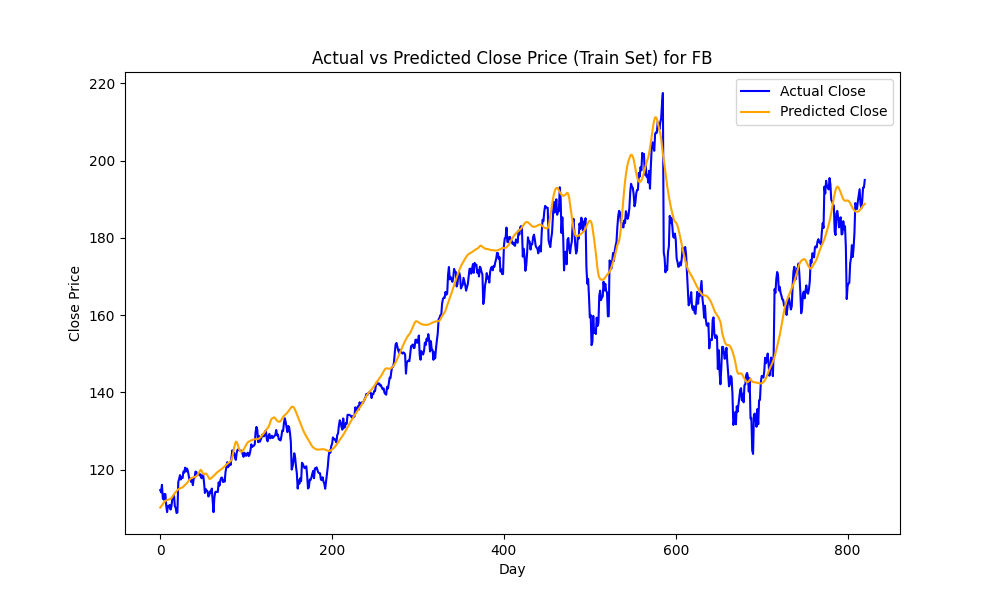 Actual vs Predicted Close Price (Train Set) for FB
Actual Close
Predicted Close
Close Price
220
200
180
160
140
120
0 200 400 600 800
Day